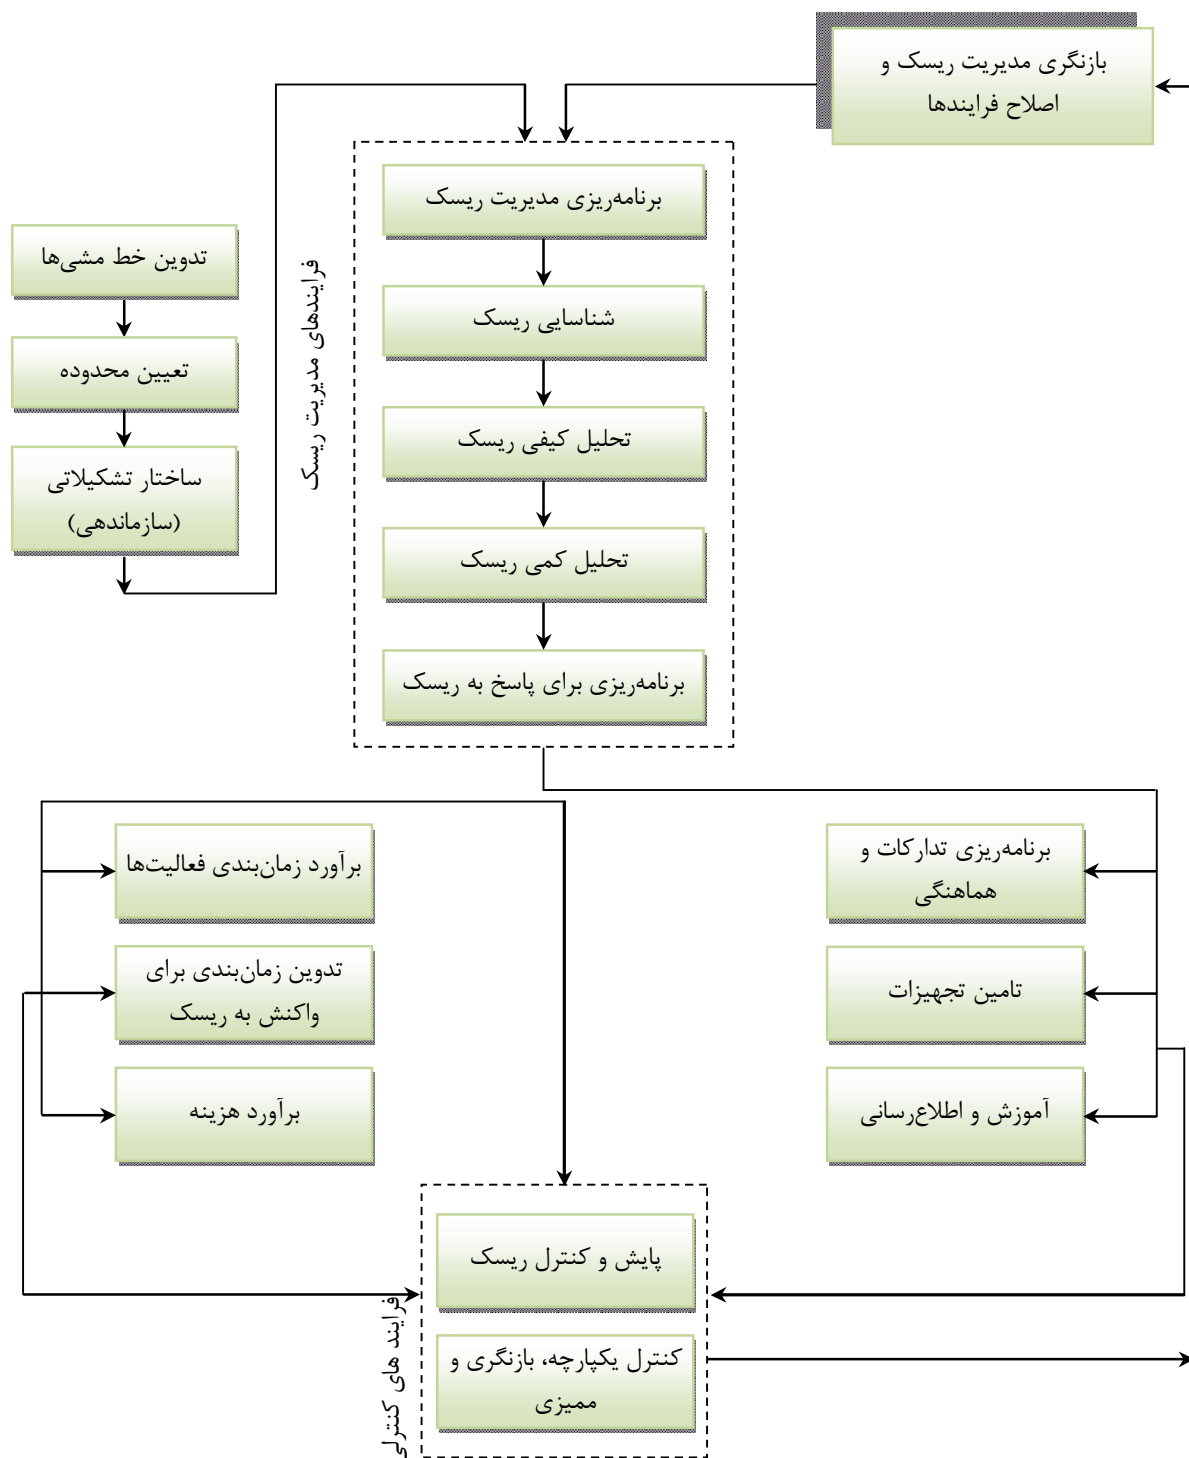 بازنگری مدیریت ریسک و
اصلاح فرایندها
برنامه‌ریزی مدیریت ریسک
شناسایی ریسک
تحلیل کیفی ریسک
تحلیل کمی ریسک
برنامه‌ریزی برای پاسخ به ریسک
فرایندهای مدیریت ریسک
تدوین خط مشی‌ها
تعیین محدوده
ساختار تشکیلاتی
(سازماندهی)
برنامه‌ریزی تدارکات و
هماهنگی
تامین تجهیزات
آموزش و اطلاع‌رسانی
برآورد زمان‌بندی فعالیت‌ها
تدوین زمان‌بندی برای
واکنش به ریسک
برآورد هزینه
پایش و کنترل ریسک
کنترل یکپارچه، بازنگری و
ممیزی
فرایند های کنترلی